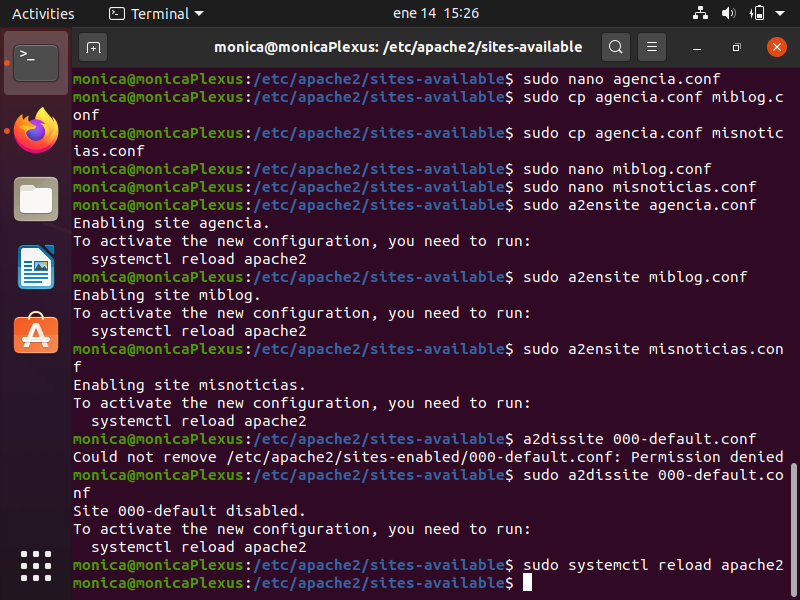 Activities Terminal ene 14 15:26
monica@monicaPlexus: /etc/apache2/sites-available
monica@monicaPlexus:/etc/apache2/sites-available$ sudo nano agencia.conf
monica@monicaPlexus:/etc/apache2/sites-available$ sudo cp agencia.conf miblog.c
onf
monica@monicaPlexus:/etc/apache2/sites-available$ sudo cp agencia.conf misnotic
ias.conf
monica@monicaPlexus:/etc/apache2/sites-available$ sudo nano miblog.conf
monica@monicaPlexus:/etc/apache2/sites-available$ sudo nano misnoticias.conf
monica@monicaPlexus:/etc/apache2/sites-available$ sudo a2ensite agencia.conf
Enabling site agencia.
To activate the new configuration, you need to run:
  systemctl reload apache2
monica@monicaPlexus:/etc/apache2/sites-available$ sudo a2ensite miblog.conf
Enabling site miblog.
To activate the new configuration, you need to run:
  systemctl reload apache2
monica@monicaPlexus:/etc/apache2/sites-available$ sudo a2ensite misnoticias.con
f
Enabling site misnoticias.
To activate the new configuration, you need to run:
  systemctl reload apache2
monica@monicaPlexus:/etc/apache2/sites-available$ a2dissite 000-default.conf
Could not remove /etc/apache2/sites-enabled/000-default.conf: Permission denied
monica@monicaPlexus:/etc/apache2/sites-available$ sudo a2dissite 000-default.co
nf
Site 000-default disabled.
To activate the new configuration, you need to run:
  systemctl reload apache2
monica@monicaPlexus:/etc/apache2/sites-available$ sudo systemctl reload apache2
monica@monicaPlexus:/etc/apache2/sites-available$